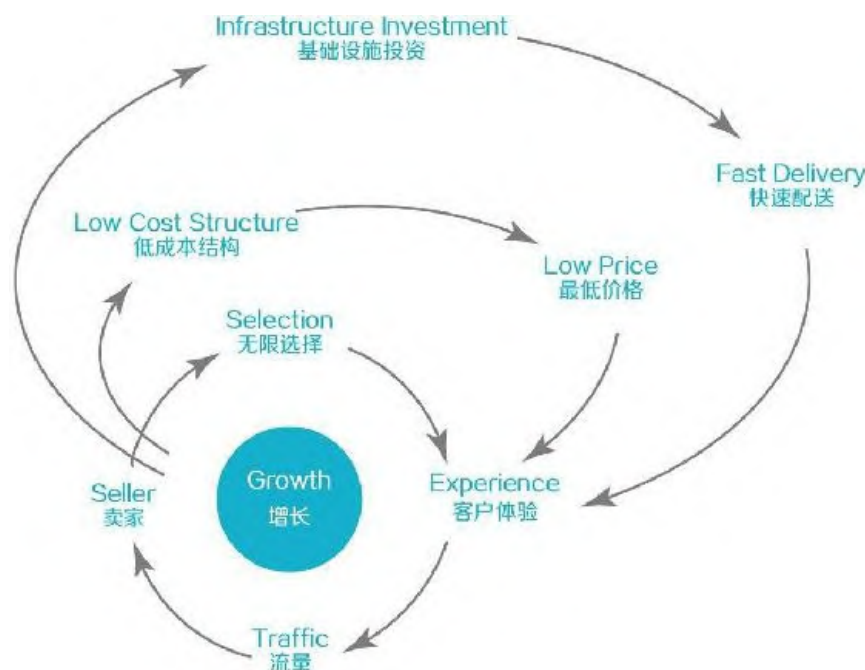 Infrastructure Investment
基础设施投资
Fast Delivery
快速配送
Low Cost Structure
低成本结构
Low Price
最低价格
Selection
无限选择
Growth
增长
Experience
客户体验
Seller
卖家
Traffic
流量